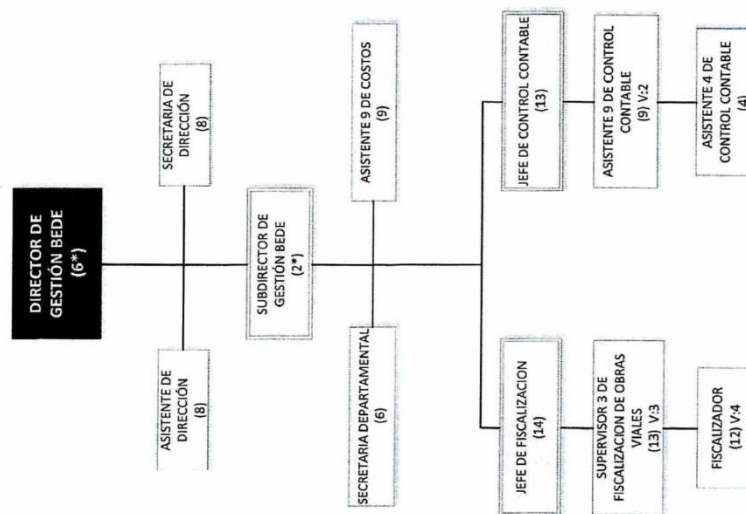 DIRECTOR DE
GESTIÓN BEDE
(6*)
ASISTENTE DE
DIRECCIÓN
(8)
SECRETARIA DE
DIRECCIÓN
(8)
SUBDIRECTOR DE
GESTIÓN BEDE
(2*)
SECRETARIA DEPARTAMENTAL
(6)
ASISTENTE 9 DE COSTOS
(9)
JEFE DE FISCALIZACION
(14)
JEFE DE CONTROL CONTABLE
(13)
SUPERVISOR 3 DE
FISCALIZACION DE OBRAS
VIALES
(13) V:3
ASISTENTE 9 DE CONTROL
CONTABLE
(9) V:2
FISCALIZADOR
(12) V:4
ASISTENTE 4 DE
CONTROL CONTABLE
(4)